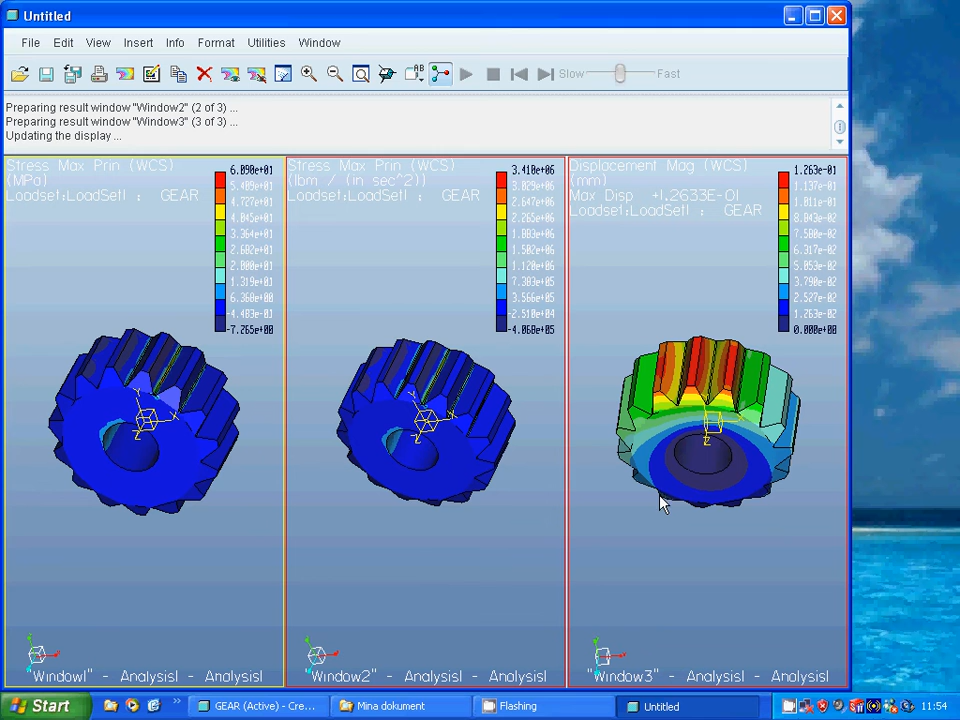 Untitled
File Edit View Insert Info Format Utilities Window
Slow Fast
Preparing result window "Window2" (2 of 3) ...
Preparing result window "Window3" (3 of 3) ...
Updating the display ...
Stress Max Prin (WCS)
(MPa)
Loadset:LoadSet1 : GEAR
6.090e+01
5.409e+01
4.727e+01
4.045e+01
3.364e+01
2.682e+01
2.000e+01
1.319e+01
6.368e+00
-4.483e-01
-7.265e+00
Stress Max Prin (WCS)
(lbm / (in sec^2))
Loadset:LoadSet1 : GEAR
3.410e+06
3.029e+06
2.647e+06
2.265e+06
1.883e+06
1.502e+06
1.120e+06
7.383e+05
3.566e+05
-2.510e+04
-4.068e+05
Displacement Mag (WCS)
(mm)
Max Disp +1.2633E-01
Loadset:LoadSet1 : GEAR
1.263e-01
1.137e-01
1.011e-01
8.843e-02
7.580e-02
6.317e-02
5.053e-02
3.790e-02
2.527e-02
1.263e-02
0.000e+00
Y X Z
Y X Z
Z
"Window1" - Analysis1 - Analysis1
"Window2" - Analysis1 - Analysis1
"Window3" - Analysis1 - Analysis1
Start
GEAR (Active) - Cre...
Mina dokument
Flashing
Untitled
11:54